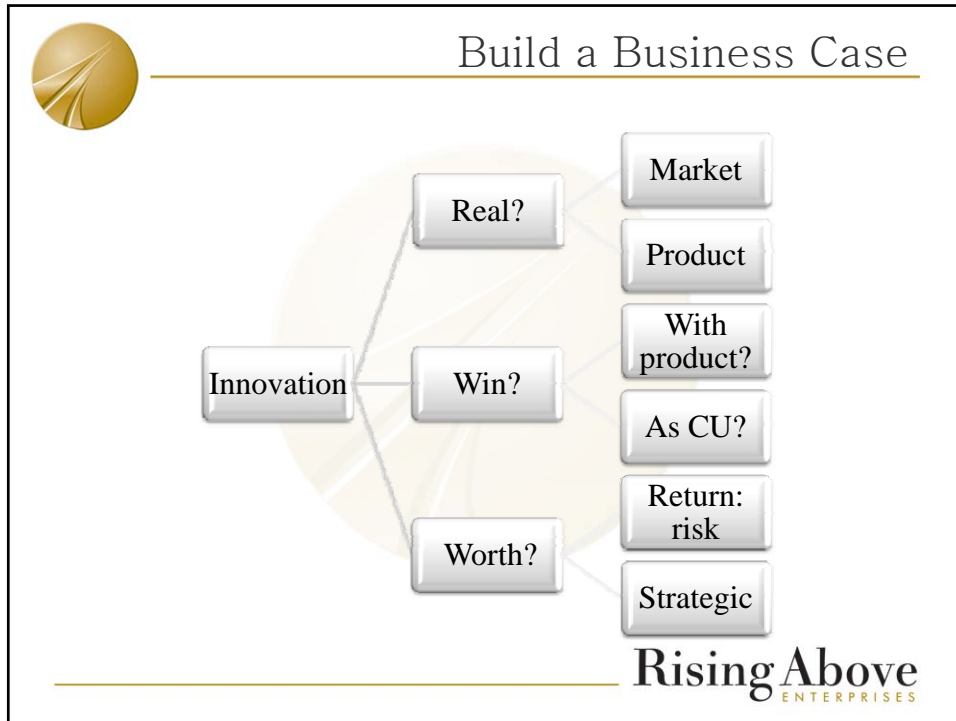 Build a Business Case
Innovation
Real?
Market
Product
Win?
With
product?
As CU?
Worth?
Return:
risk
Strategic
Rising Above
ENTERPRISES